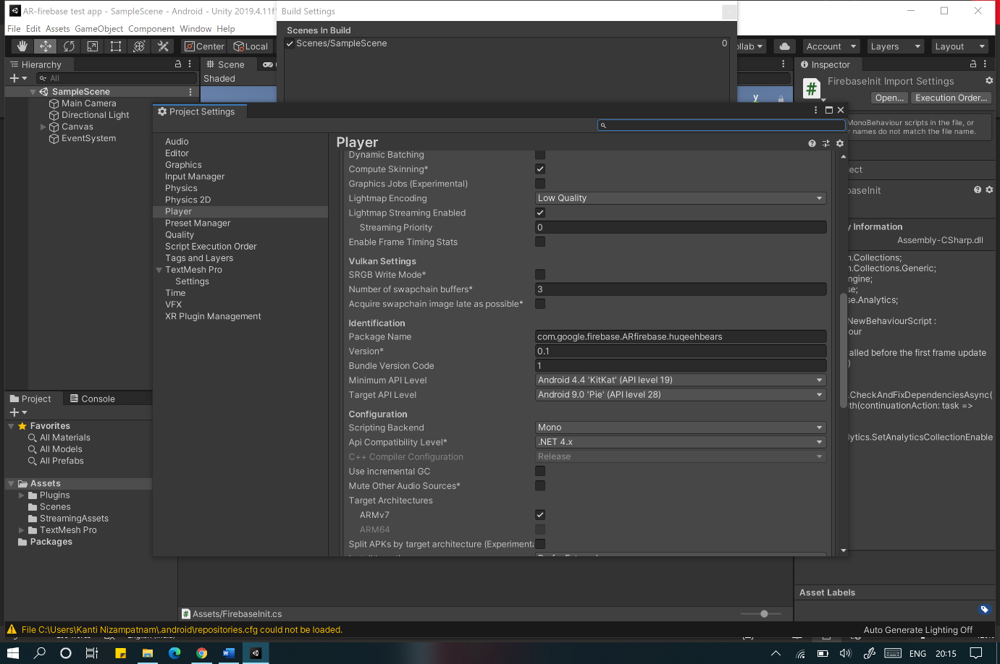 AR-firebase test app - SampleScene - Android - Unity 2019.4.11f1
Build Settings
File Edit Assets GameObject Component Window Help
Scenes In Build
Scenes/SampleScene 0
Center Local
ollab Account Layers Layout
Hierarchy
All
# Scene
Shaded
SampleScene
Main Camera
Directional Light
Canvas
EventSystem
y
Inspector
FirebaseInit Import Settings
Open... Execution Order...
MonoBehaviour scripts in the file, or
names do not match the file name.
ect
baseInit
y Information
Assembly-CSharp.dll
n.Collections;
n.Collections.Generic;
ngine;
se;
se.Analytics;
NewBehaviourScript :
our
alled before the first frame update
)
.CheckAndFixDependenciesAsync(
th(continuationAction: task =>
lytics.SetAnalyticsCollectionEnable
Project Settings
Audio
Editor
Graphics
Input Manager
Physics
Physics 2D
Player
Preset Manager
Quality
Script Execution Order
Tags and Layers
TextMesh Pro
Settings
Time
VFX
XR Plugin Management
Player
Dynamic Batching
Compute Skinning*
Graphics Jobs (Experimental)
Lightmap Encoding Low Quality
Lightmap Streaming Enabled
Streaming Priority 0
Enable Frame Timing Stats
Vulkan Settings
SRGB Write Mode*
Number of swapchain buffers* 3
Acquire swapchain image late as possible*
Identification
Package Name com.google.firebase.ARfirebase.huqeehbears
Version* 0.1
Bundle Version Code 1
Minimum API Level Android 4.4 'KitKat' (API level 19)
Target API Level Android 9.0 'Pie' (API level 28)
Configuration
Scripting Backend Mono
Api Compatibility Level* .NET 4.x
C++ Compiler Configuration Release
Use incremental GC
Mute Other Audio Sources*
Target Architectures
ARMv7
ARM64
Split APKs by target architecture (Experimenta
Project Console
Favorites
All Materials
All Models
All Prefabs
Assets
Plugins
Scenes
StreamingAssets
TextMesh Pro
Packages
Assets/FirebaseInit.cs
Asset Labels
File C:\Users\Kanti Nizampatnam\.android\repositories.cfg could not be loaded.
Auto Generate Lighting Off
ENG 20:15